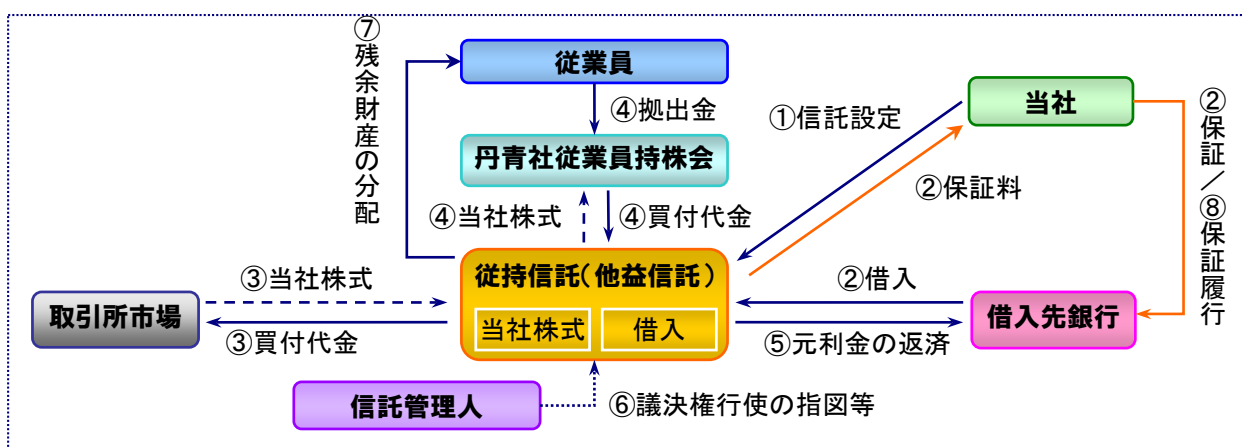 ⑦残余財産の分配
従業員
④拠出金
丹青社従業員持株会
④当社株式
④買付代金
①信託設定
②保証料
当社
②保証／⑧保証履行
③当社株式
③買付代金
取引所市場
従持信託(他益信託)
当社株式
借入
②借入
⑤元利金の返済
借入先銀行
信託管理人
⑥議決権行使の指図等